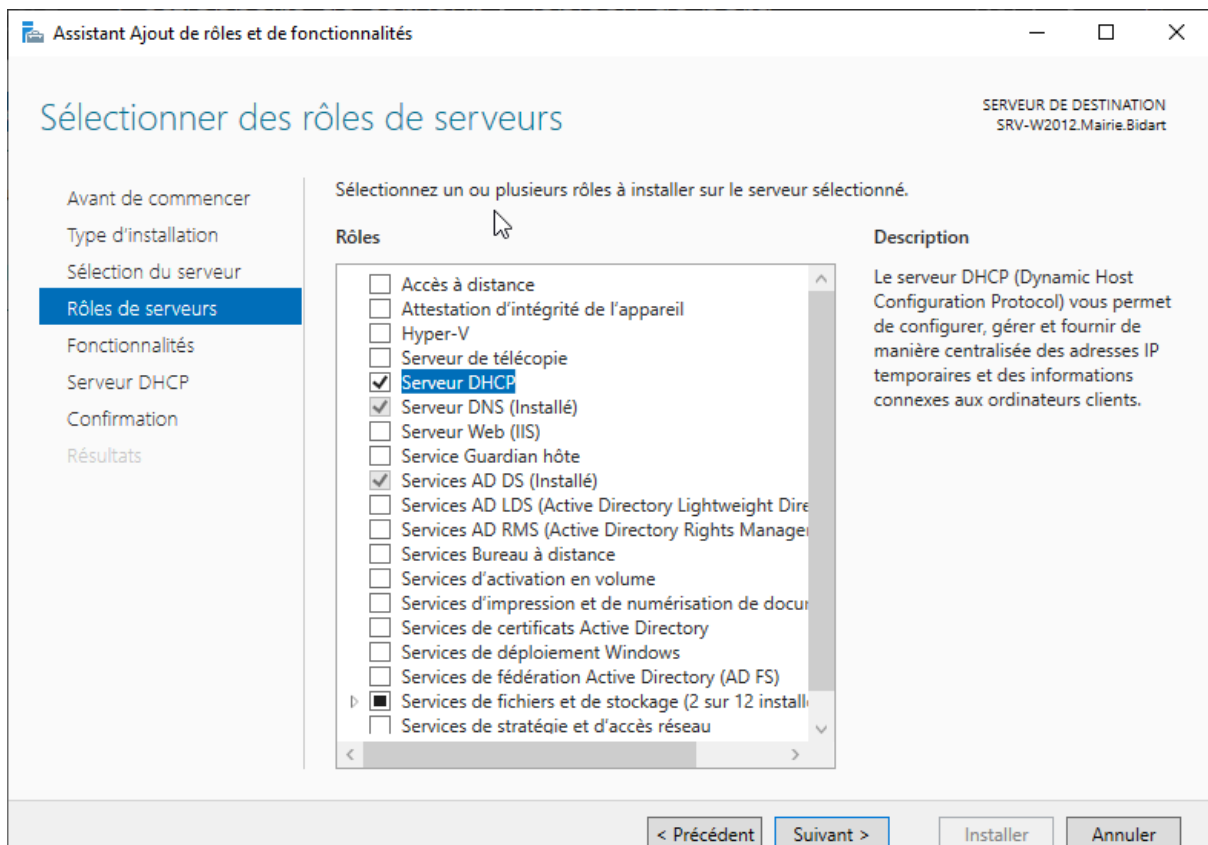 Assistant Ajout de rôles et de fonctionnalités
Sélectionner des rôles de serveurs
SERVEUR DE DESTINATION
SRV-W2012.Mairie.Bidart
Avant de commencer
Type d'installation
Sélection du serveur
Rôles de serveurs
Fonctionnalités
Serveur DHCP
Confirmation
Résultats
Sélectionnez un ou plusieurs rôles à installer sur le serveur sélectionné.
Rôles
Accès à distance
Attestation d'intégrité de l'appareil
Hyper-V
Serveur de télécopie
Serveur DHCP
Serveur DNS (Installé)
Serveur Web (IIS)
Service Guardian hôte
Services AD DS (Installé)
Services AD LDS (Active Directory Lightweight Dire
Services AD RMS (Active Directory Rights Manager
Services Bureau à distance
Services d'activation en volume
Services d'impression et de numérisation de docu
Services de certificats Active Directory
Services de déploiement Windows
Services de fédération Active Directory (AD FS)
Services de fichiers et de stockage (2 sur 12 install
Services de stratégie et d'accès réseau
Description
Le serveur DHCP (Dynamic Host
Configuration Protocol) vous permet
de configurer, gérer et fournir de
manière centralisée des adresses IP
temporaires et des informations
connexes aux ordinateurs clients.
< Précédent
Suivant >
Installer
Annuler